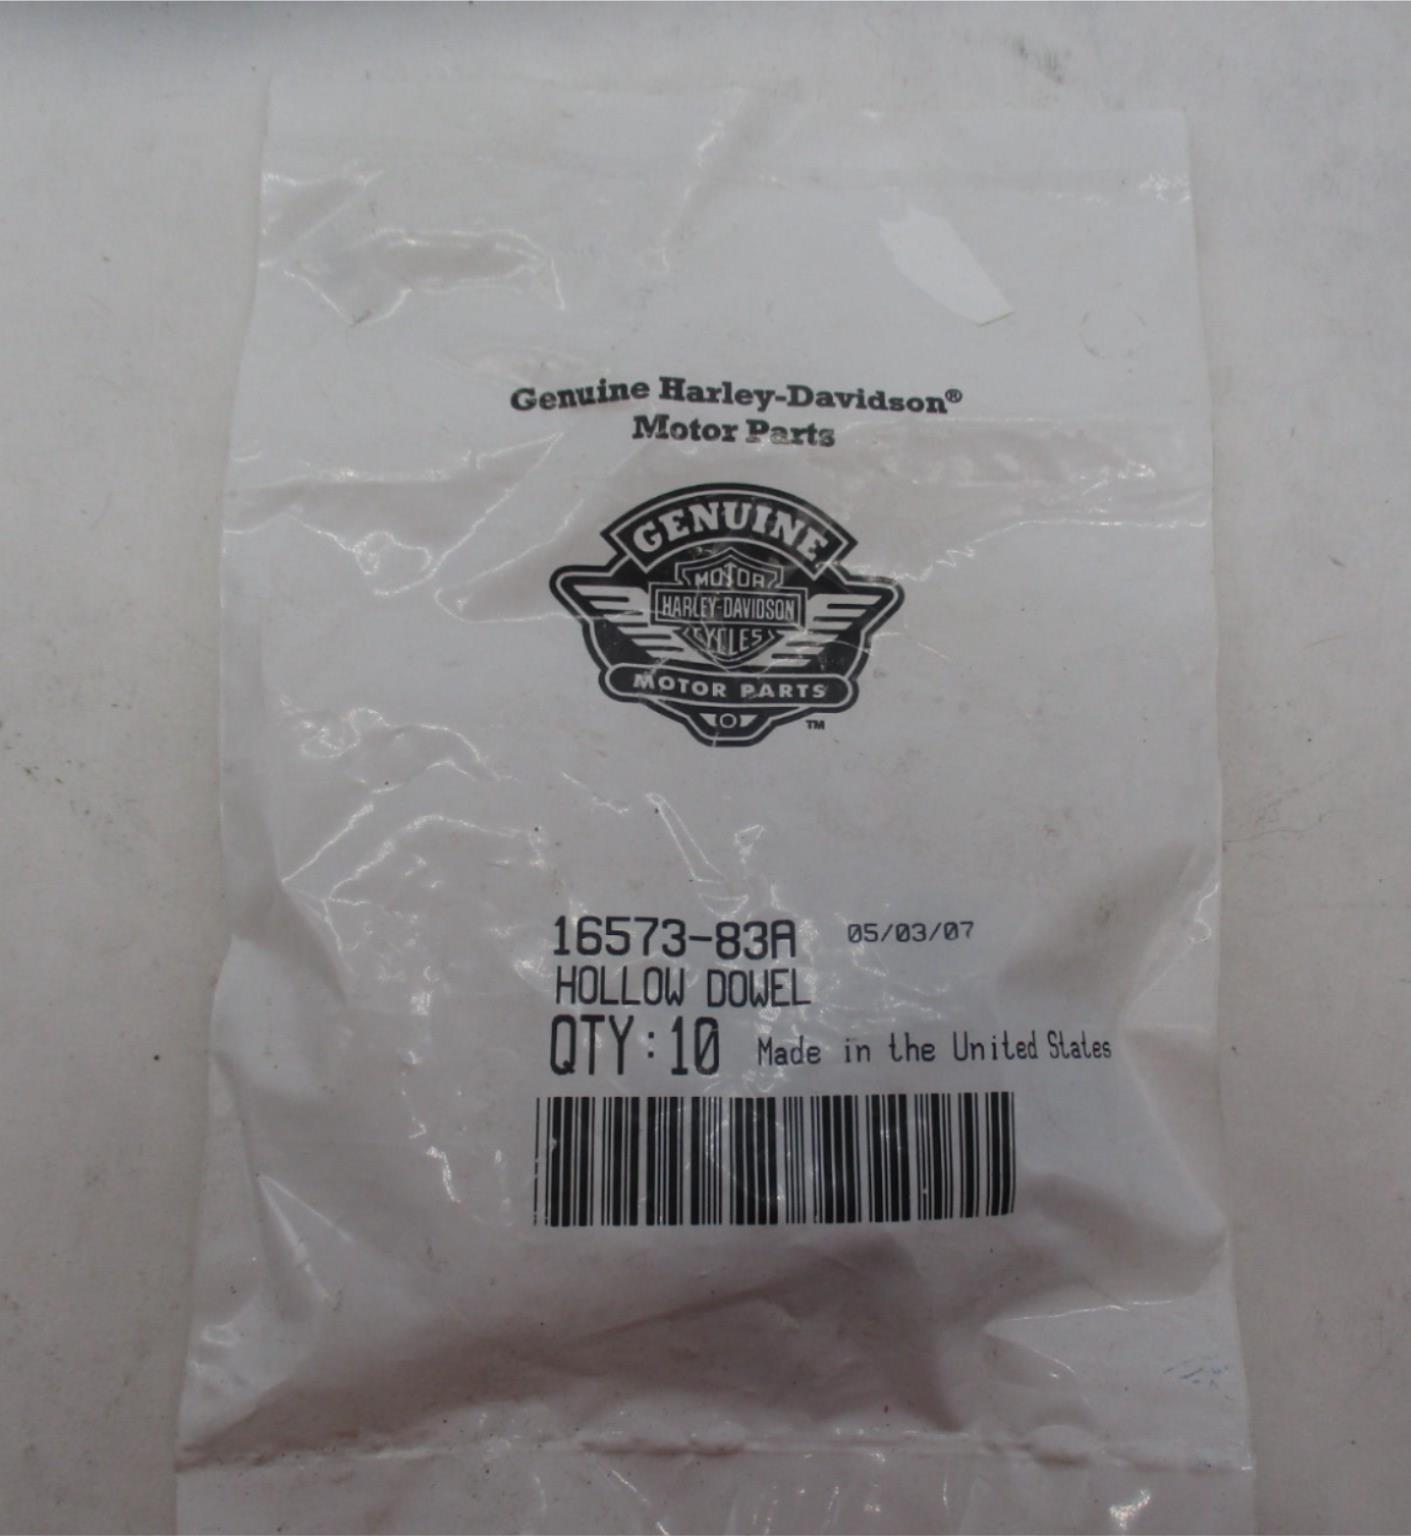 Genuine Harley-Davidson®
Motor Parts
GENUINE
MOTOR
HARLEY-DAVIDSON
CYCLES
MOTOR PARTS
TM
16573-83A 05/03/07
HOLLOW DOWEL
QTY:10 Made in the United States